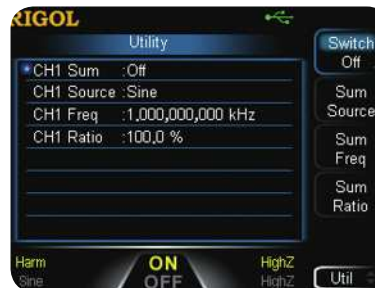 RIGOL
Utility
CH1 Sum :Off
CH1 Source :Sine
CH1 Freq :1,000,000,000 kHz
CH1 Ratio :100,0 %
Switch
Off
Sum
Source
Sum
Freq
Sum
Ratio
Harm ON HighZ
Sine OFF HighZ
Util